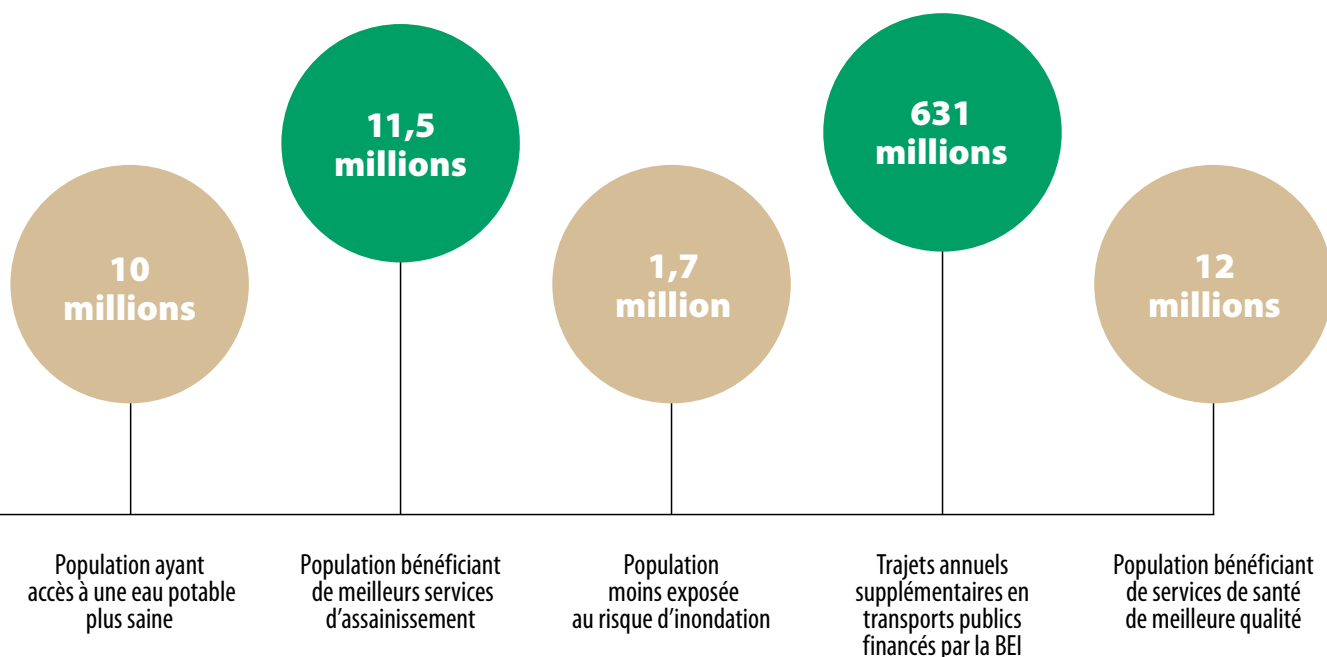 10
millions
11,5
millions
1,7
million
631
millions
12
millions
Population ayant
accès à une eau potable
plus saine
Population bénéficiant
de meilleurs services
d’assainissement
Population
moins exposée
au risque d’inondation
Trajets annuels
supplémentaires en
transports publics
financés par la BEI
Population bénéficiant
de services de santé
de meilleure qualité